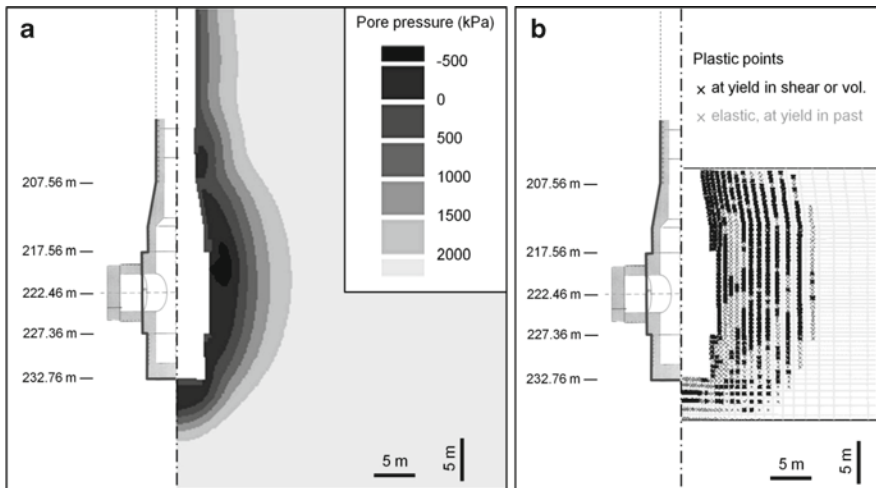 a
Pore pressure (kPa)
-500
0
500
1000
1500
2000
207.56 m
217.56 m
222.46 m
227.36 m
232.76 m
5 m
5 m
b
Plastic points
× at yield in shear or vol.
× elastic, at yield in past
207.56 m
217.56 m
222.46 m
227.36 m
232.76 m
5 m
5 m